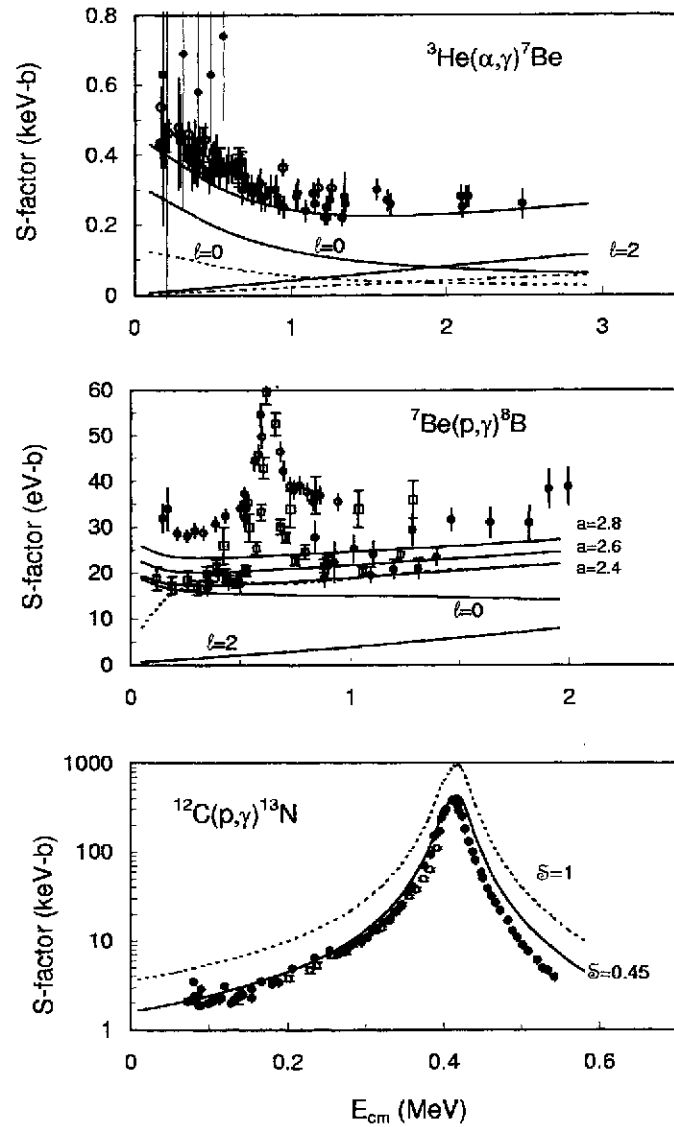 0.8
³He(α,γ)⁷Be
0.6
S-factor (keV-b)
0.4
0.2
ℓ=0
ℓ=0
ℓ=2
0
0 1 2 3
60
⁷Be(p,γ)⁸B
50
S-factor (eV-b)
40
30
a=2.8
a=2.6
20
a=2.4
10
ℓ=0
ℓ=2
0
0 1 2
1000
¹²C(p,γ)¹³N
S-factor (keV-b)
100
S=1
10
S=0.45
1
0 0.2 0.4 0.6
E_cm (MeV)